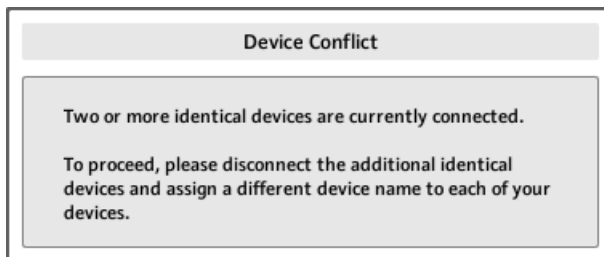 Device Conflict
Two or more identical devices are currently connected.
To proceed, please disconnect the additional identical
devices and assign a different device name to each of your
devices.